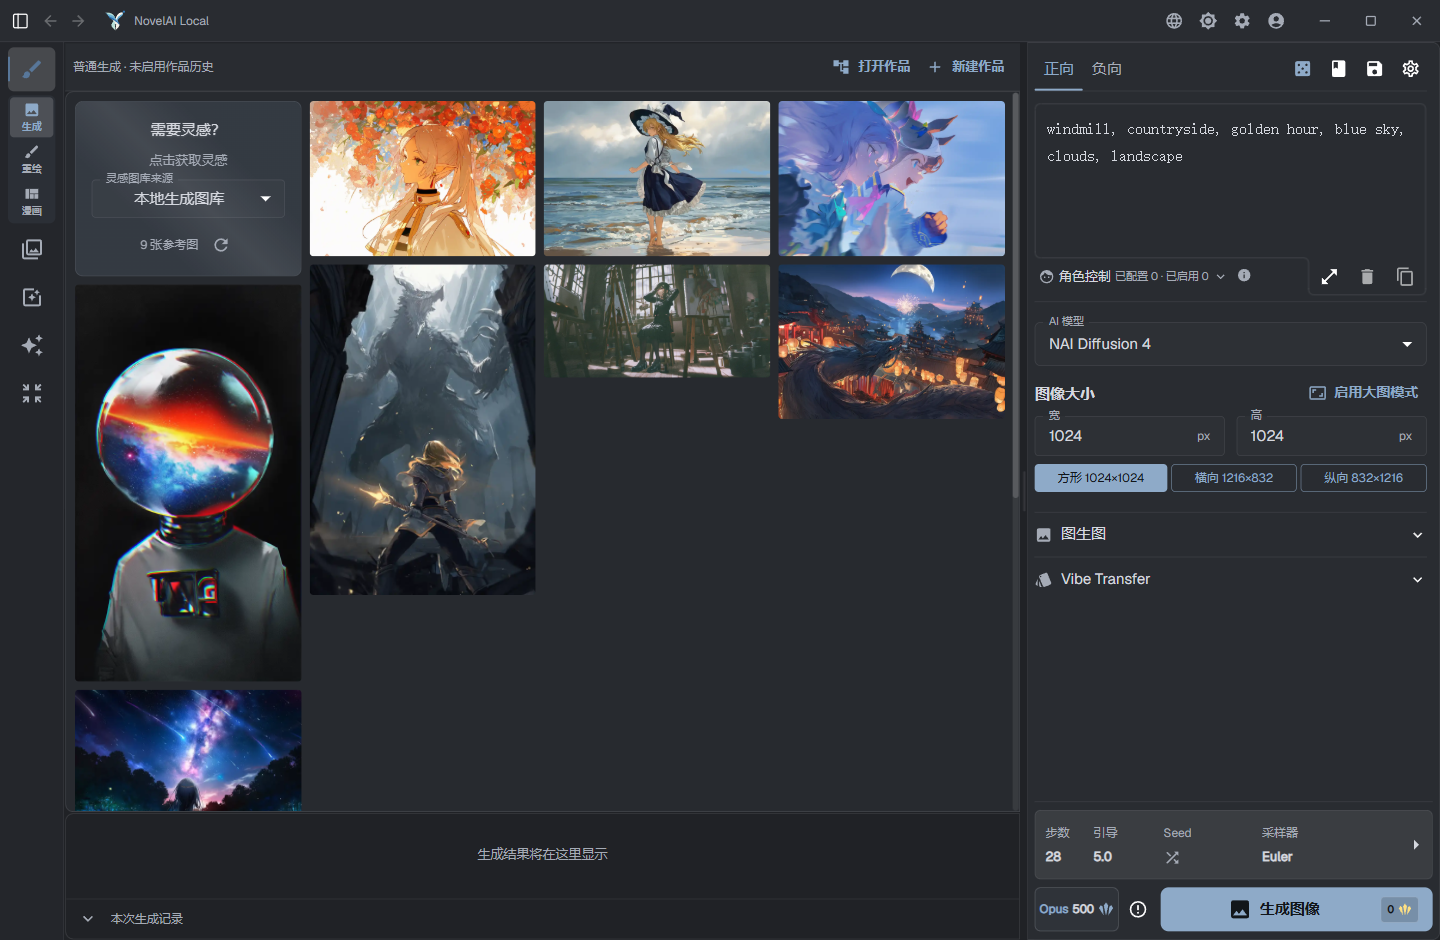 NovelAI Local
普通生成 · 未启用作品历史
打开作品
新建作品
生成
重绘
漫画
需要灵感?
点击获取灵感
灵感图库来源
本地生成图库
9 张参考图
生成结果将在这里显示
本次生成记录
正向
负向
windmill, countryside, golden hour, blue sky,
clouds, landscape
角色控制 已配置 0 · 已启用 0
AI 模型
NAI Diffusion 4
图像大小
启用大图模式
宽
1024 px
高
1024 px
方形 1024×1024
横向 1216×832
纵向 832×1216
图生图
Vibe Transfer
步数
28
引导
5.0
Seed
采样器
Euler
Opus 500
生成图像
0